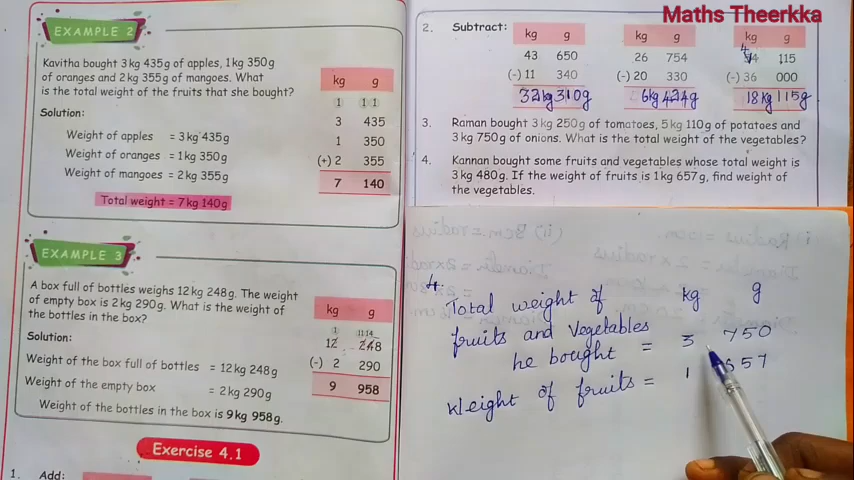 Maths Theerkka
EXAMPLE 2
Kavitha bought 3 kg 435 g of apples, 1 kg 350 g
of oranges and 2 kg 355 g of mangoes. What
is the total weight of the fruits that she bought?
Solution:
Weight of apples = 3 kg 435 g
Weight of oranges = 1 kg 350 g
Weight of mangoes = 2 kg 355 g
Total weight = 7 kg 140 g
kg g
1 1 1
3 435
1 350
(+) 2 355
7 140
EXAMPLE 3
A box full of bottles weighs 12 kg 248 g. The weight
of empty box is 2 kg 290 g. What is the weight of
the bottles in the box?
Solution:
Weight of the box full of bottles = 12 kg 248 g
Weight of the empty box = 2 kg 290 g
Weight of the bottles in the box is 9 kg 958 g.
kg g
1 11 14
12 248
(-) 2 290
9 958
Exercise 4.1
1. Add:
2. Subtract:
kg g
43 650
(-) 11 340
32kg 310g
kg g
26 754
(-) 20 330
6kg 424g
kg g
4
54 115
(-) 36 000
18kg 115g
3. Raman bought 3 kg 250 g of tomatoes, 5 kg 110 g of potatoes and
3 kg 750 g of onions. What is the total weight of the vegetables?
4. Kannan bought some fruits and vegetables whose total weight is
3 kg 480 g. If the weight of fruits is 1 kg 657 g, find weight of
the vegetables.
4. Total weight of kg g
fruits and vegetables
he bought = 3 750
Weight of fruits = 1 657